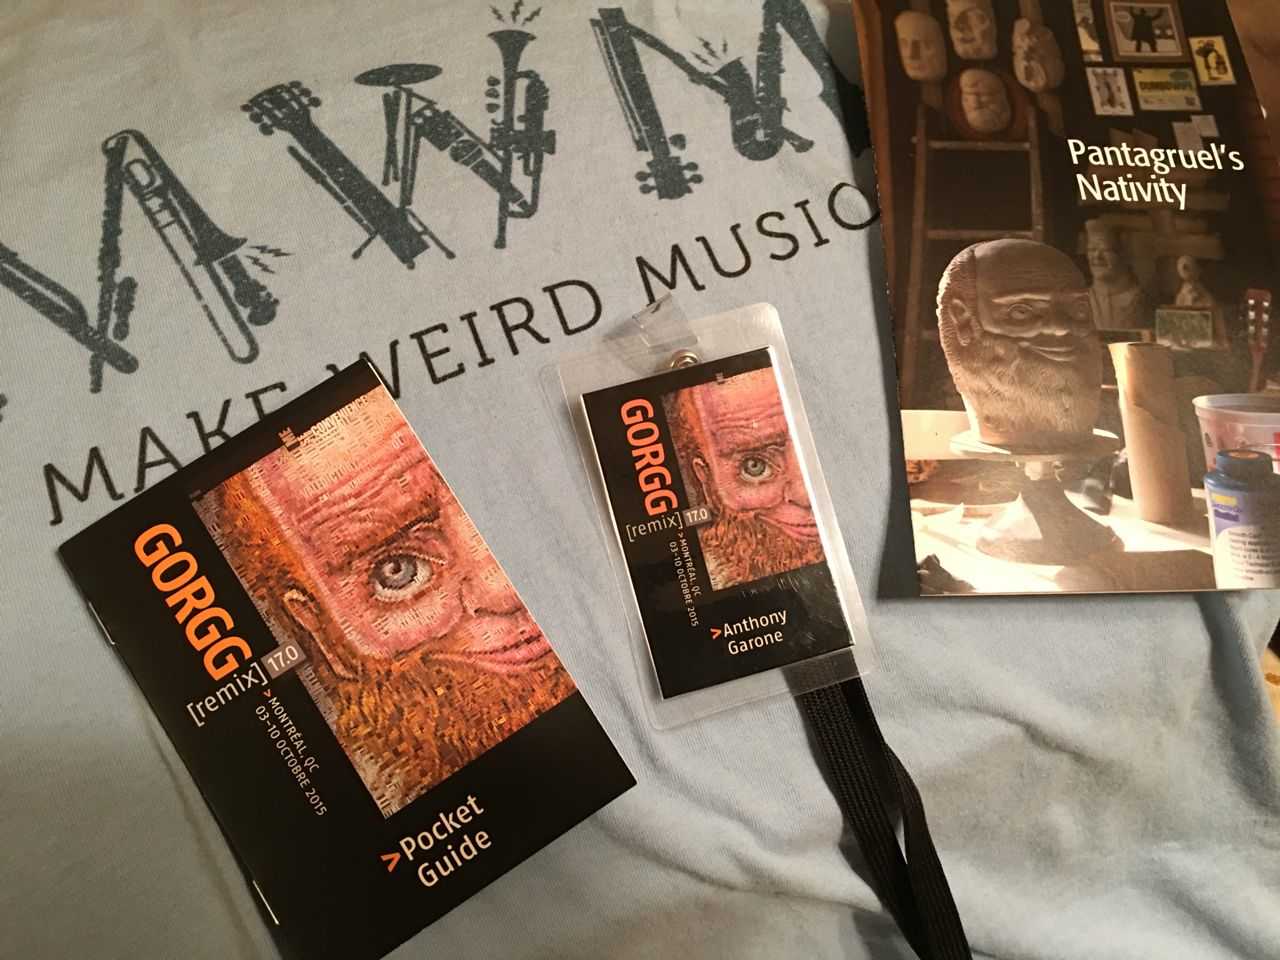 MAKE WEIRD MUSIC
Pantagruel's
Nativity
GORGG
[remix] 17.0
> MONTRÉAL, QC
03-10 OCTOBRE 2015
>Pocket
Guide
GORGG
[remix] 17.0
> MONTRÉAL, QC
03-10 OCTOBRE 2015
>Anthony
Garone